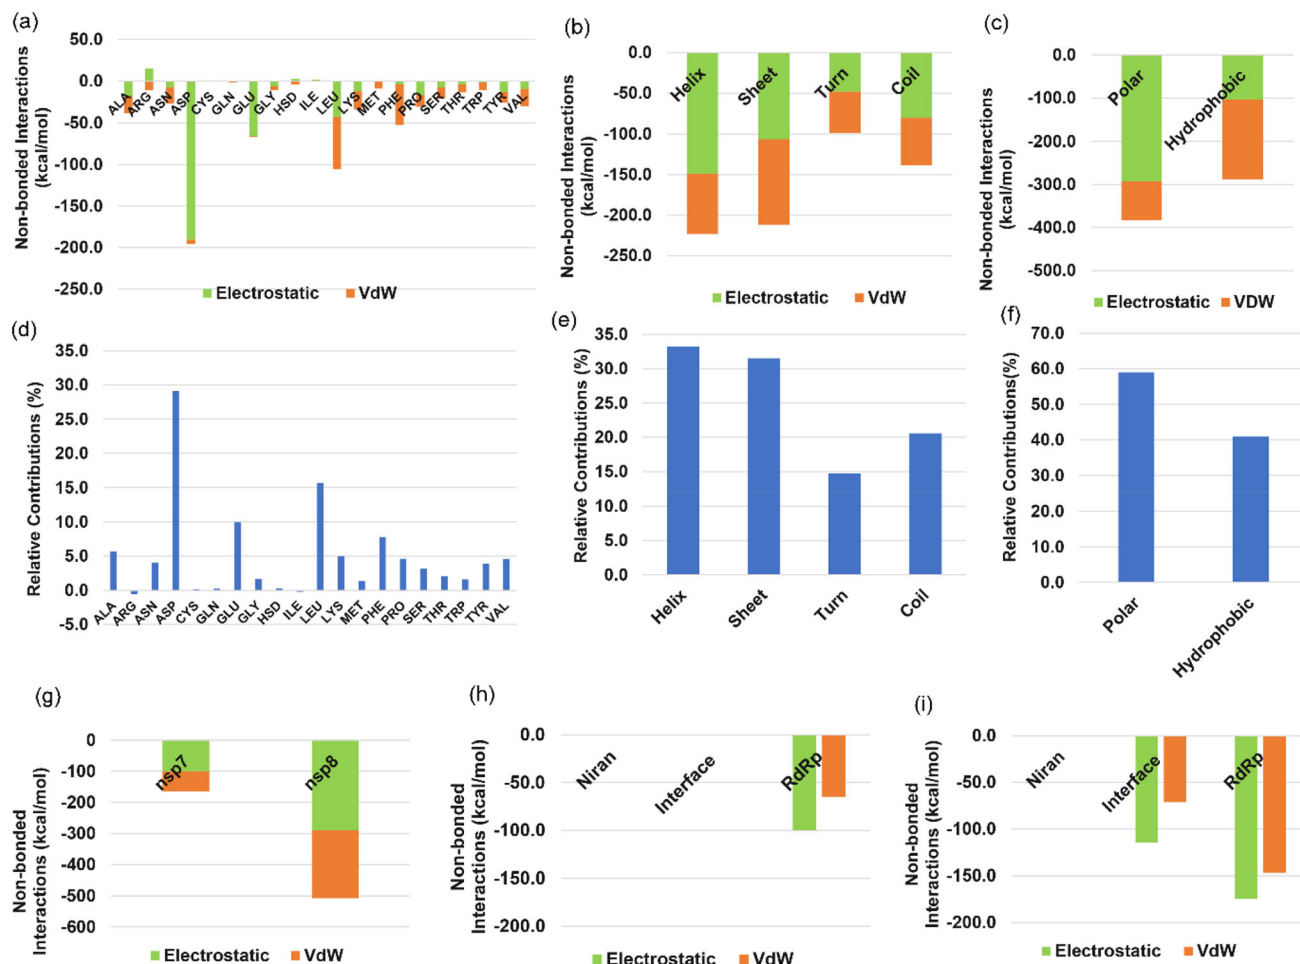 (a)
Non-bonded Interactions
(kcal/mol)
50.0
0.0
-50.0
-100.0
-150.0
-200.0
-250.0
ALA
ARG
ASN
ASP
CYS
GLN
GLU
GLY
HSD
ILE
LEU
LYS
MET
PHE
PRO
SER
THR
TRP
TYR
VAL
Electrostatic
VdW
(b)
Non-bonded Interactions
(kcal/mol)
0.0
-50.0
-100.0
-150.0
-200.0
-250.0
Helix
Sheet
Turn
Coil
Electrostatic
VdW
(c)
Non-bonded Interactions
(kcal/mol)
0.0
-100.0
-200.0
-300.0
-400.0
-500.0
Polar
Hydrophobic
Electrostatic
VDW
(d)
Relative Contributions (%)
35.0
30.0
25.0
20.0
15.0
10.0
5.0
0.0
-5.0
ALA
ARG
ASN
ASP
CYS
GLN
GLU
GLY
HSD
ILE
LEU
LYS
MET
PHE
PRO
SER
THR
TRP
TYR
VAL
(e)
Relative Contributions (%)
35.0
30.0
25.0
20.0
15.0
10.0
5.0
0.0
Helix
Sheet
Turn
Coil
(f)
Relative Contributions(%)
70.0
60.0
50.0
40.0
30.0
20.0
10.0
0.0
Polar
Hydrophobic
(g)
Non-bonded
Interactions (kcal/mol)
0
-100
-200
-300
-400
-500
-600
nsp7
nsp8
Electrostatic
VdW
(h)
Non-bonded
Interactions (kcal/mol)
0.0
-50.0
-100.0
-150.0
-200.0
Niran
Interface
RdRp
Electrostatic
VdW
(i)
Non-bonded
Interactions (kcal/mol)
0.0
-50.0
-100.0
-150.0
-200.0
Niran
Interface
RdRp
Electrostatic
VdW